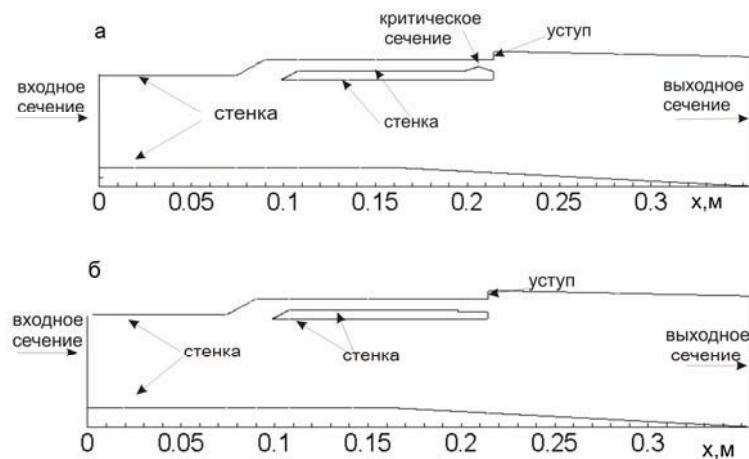 а
критическое
сечение
уступ
входное
сечение
стенка
стенка
выходное
сечение
0 0.05 0.1 0.15 0.2 0.25 0.3 х,м
б
уступ
входное
сечение
стенка
стенка
выходное
сечение
0 0.05 0.1 0.15 0.2 0.25 0.3 х,м